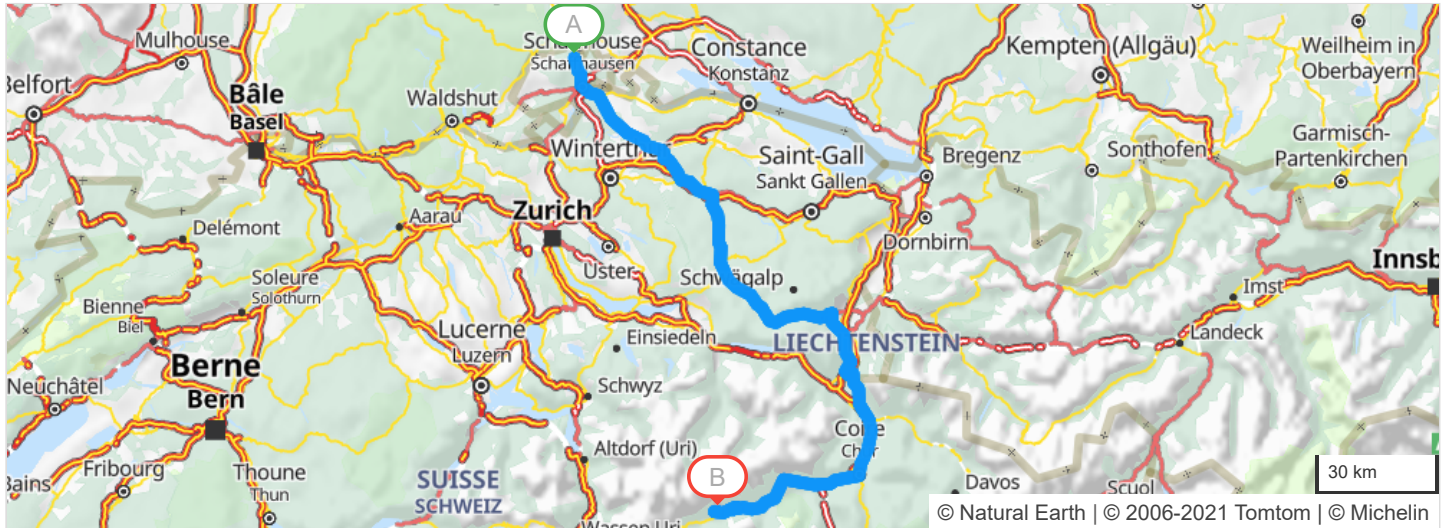 A
Mulhouse
Schaffhouse
Schaffhausen
Constance
Konstanz
Kempten (Allgäu)
Weilheim in
Oberbayern
Belfort
Bâle
Basel
Waldshut
Winterthur
Saint-Gall
Sankt Gallen
Bregenz
Sonthofen
Garmisch-
Partenkirchen
Delémont
Aarau
Zurich
Dornbirn
Uster
Schwägalp
Innsb
Imst
Soleure
Solothurn
Bienne
Biel
Lucerne
Luzern
Einsiedeln
LIECHTENSTEIN
Landeck
Berne
Bern
Neuchâtel
Schwyz
Coire
Chur
Altdorf (Uri)
Fribourg
Thoune
Thun
SUISSE
SCHWEIZ
B
Davos
Scuol
30 km
Bains
Wassen Uri
© Natural Earth | © 2006-2021 Tomtom | © Michelin